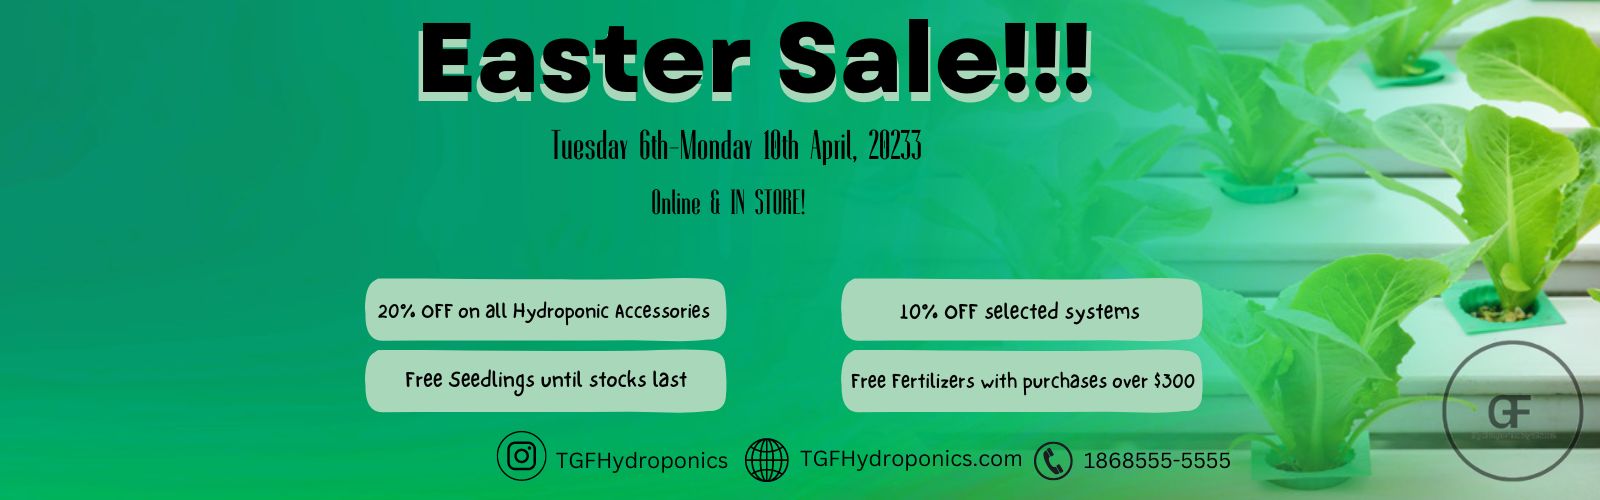 Easter Sale!!!
Tuesday 6th-Monday 10th April, 20233
Online & IN STORE!
20% OFF on all Hydroponic Accessories
10% OFF selected systems
Free Seedlings until stocks last
Free Fertilizers with purchases over $300
TGFHydroponics
TGFHydroponics.com
1868555-5555
GF